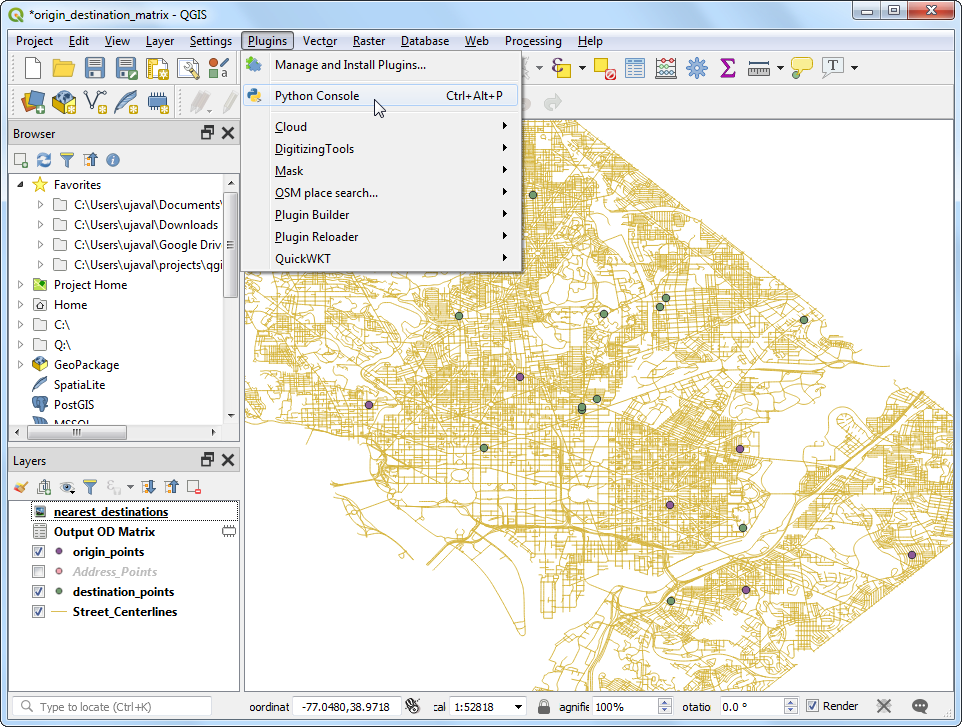 *origin_destination_matrix - QGIS
Project Edit View Layer Settings Plugins Vector Raster Database Web Processing Help
Manage and Install Plugins...
Python Console Ctrl+Alt+P
Cloud
DigitizingTools
Mask
OSM place search...
Plugin Builder
Plugin Reloader
QuickWKT
Browser
Favorites
C:\Users\ujaval\Documents\
C:\Users\ujaval\Downloads
C:\Users\ujaval\Google Driv
C:\Users\ujaval\projects\qgi
Project Home
Home
C:\
Q:\
GeoPackage
SpatiaLite
PostGIS
MSSQL
Layers
nearest_destinations
Output OD Matrix
origin_points
Address_Points
destination_points
Street_Centerlines
Type to locate (Ctrl+K) oordinat -77.0480,38.9718 cal 1:52818 agnifie 100% otatio 0.0 ° Render